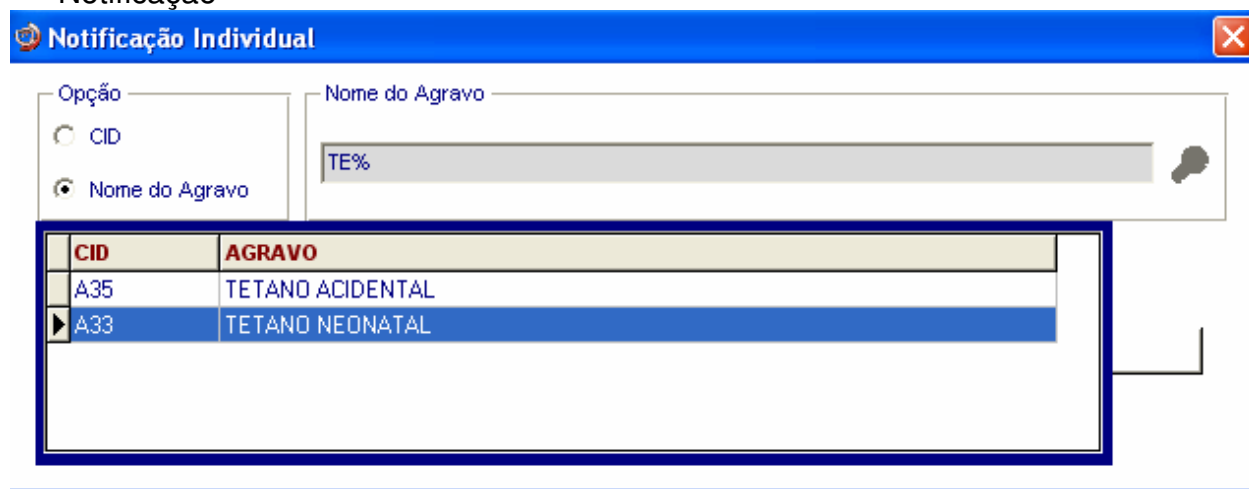 Notificação
Notificação Individual
Opção
Nome do Agravo
CID
TE%
Nome do Agravo
CID AGRAVO
A35 TETANO ACIDENTAL
A33 TETANO NEONATAL